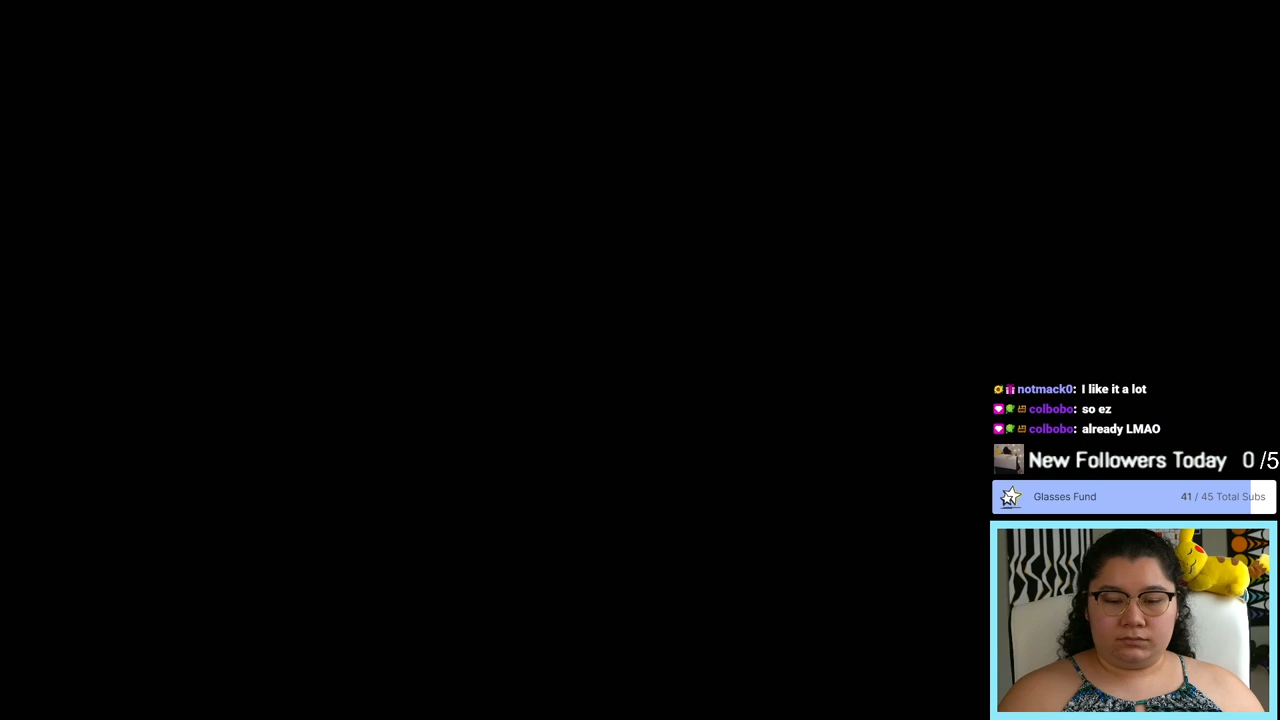 notmack0: I like it a lot
colbobo: so ez
colbobo: already LMAO
New Followers Today 0 /5
Glasses Fund 41 / 45 Total Subs